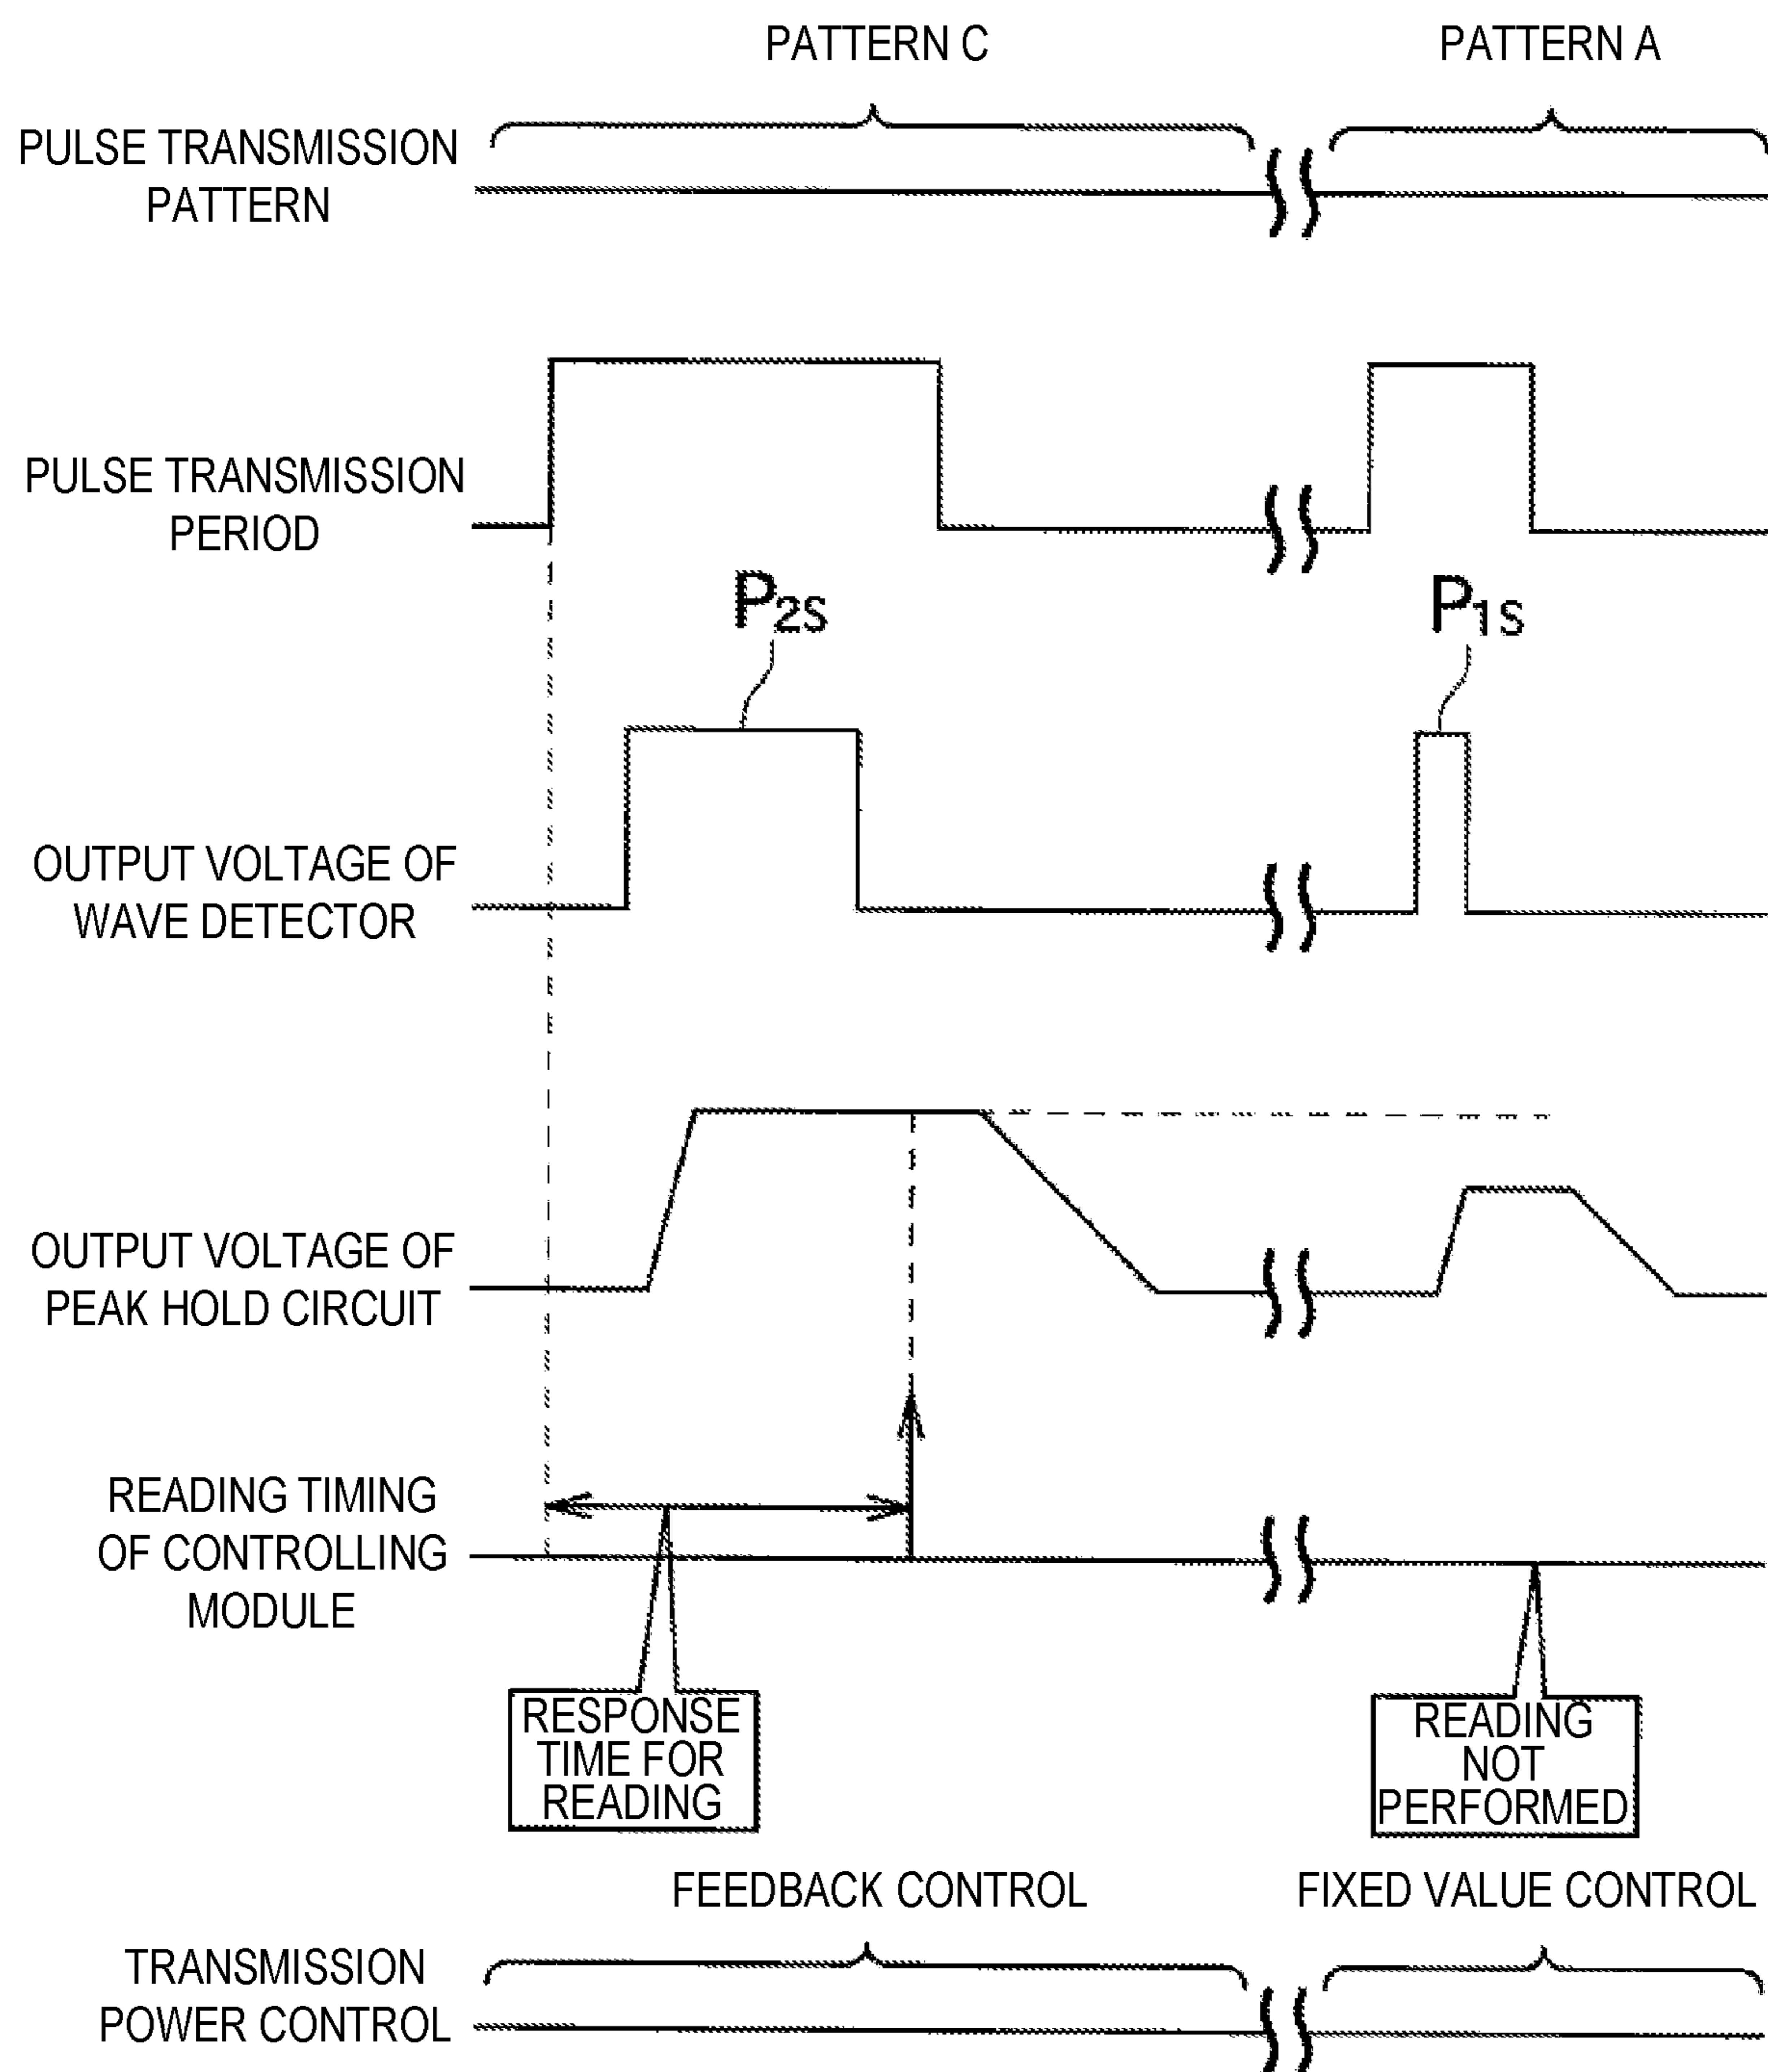 PATTERN C
PATTERN A
PULSE TRANSMISSION
PATTERN
PULSE TRANSMISSION
PERIOD
P2S
P1S
OUTPUT VOLTAGE OF
WAVE DETECTOR
OUTPUT VOLTAGE OF
PEAK HOLD CIRCUIT
READING TIMING
OF CONTROLLING
MODULE
RESPONSE
TIME FOR
READING
READING
NOT
PERFORMED
FEEDBACK CONTROL
FIXED VALUE CONTROL
TRANSMISSION
POWER CONTROL